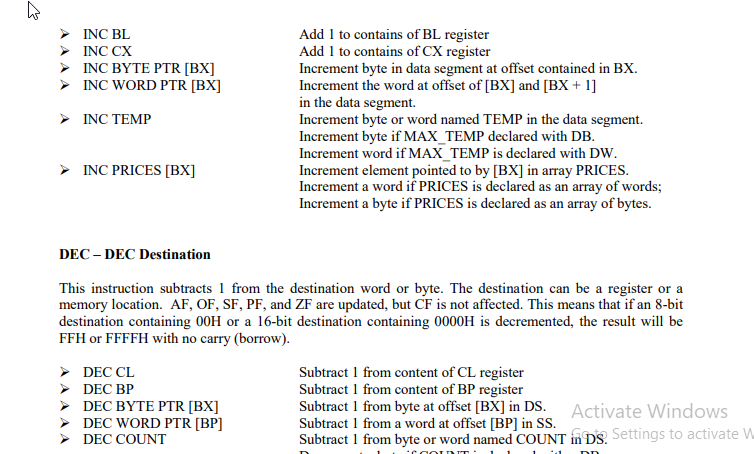 ➢ INC BL Add 1 to contains of BL register
➢ INC CX Add 1 to contains of CX register
➢ INC BYTE PTR [BX] Increment byte in data segment at offset contained in BX.
➢ INC WORD PTR [BX] Increment the word at offset of [BX] and [BX + 1]
in the data segment.
➢ INC TEMP Increment byte or word named TEMP in the data segment.
Increment byte if MAX_TEMP declared with DB.
Increment word if MAX_TEMP is declared with DW.
➢ INC PRICES [BX] Increment element pointed to by [BX] in array PRICES.
Increment a word if PRICES is declared as an array of words;
Increment a byte if PRICES is declared as an array of bytes.
DEC – DEC Destination
This instruction subtracts 1 from the destination word or byte. The destination can be a register or a
memory location. AF, OF, SF, PF, and ZF are updated, but CF is not affected. This means that if an 8-bit
destination containing 00H or a 16-bit destination containing 0000H is decremented, the result will be
FFH or FFFFH with no carry (borrow).
➢ DEC CL Subtract 1 from content of CL register
➢ DEC BP Subtract 1 from content of BP register
➢ DEC BYTE PTR [BX] Subtract 1 from byte at offset [BX] in DS.
➢ DEC WORD PTR [BP] Subtract 1 from a word at offset [BP] in SS.
➢ DEC COUNT Subtract 1 from byte or word named COUNT in DS.
Activate Windows
Go to Settings to activate W